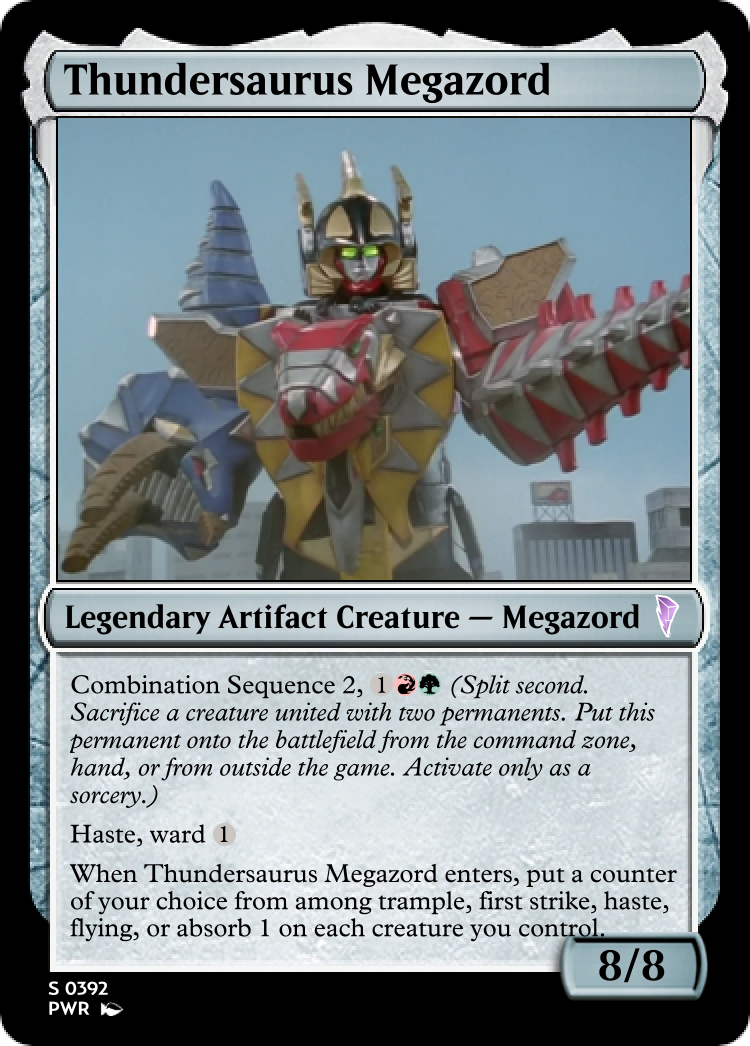 Thundersaurus Megazord
Legendary Artifact Creature — Megazord
Combination Sequence 2, 1 (Split second.
Sacrifice a creature united with two permanents. Put this
permanent onto the battlefield from the command zone,
hand, or from outside the game. Activate only as a
sorcery.)
Haste, ward 1
When Thundersaurus Megazord enters, put a counter
of your choice from among trample, first strike, haste,
flying, or absorb 1 on each creature you control.
8/8
S 0392
PWR